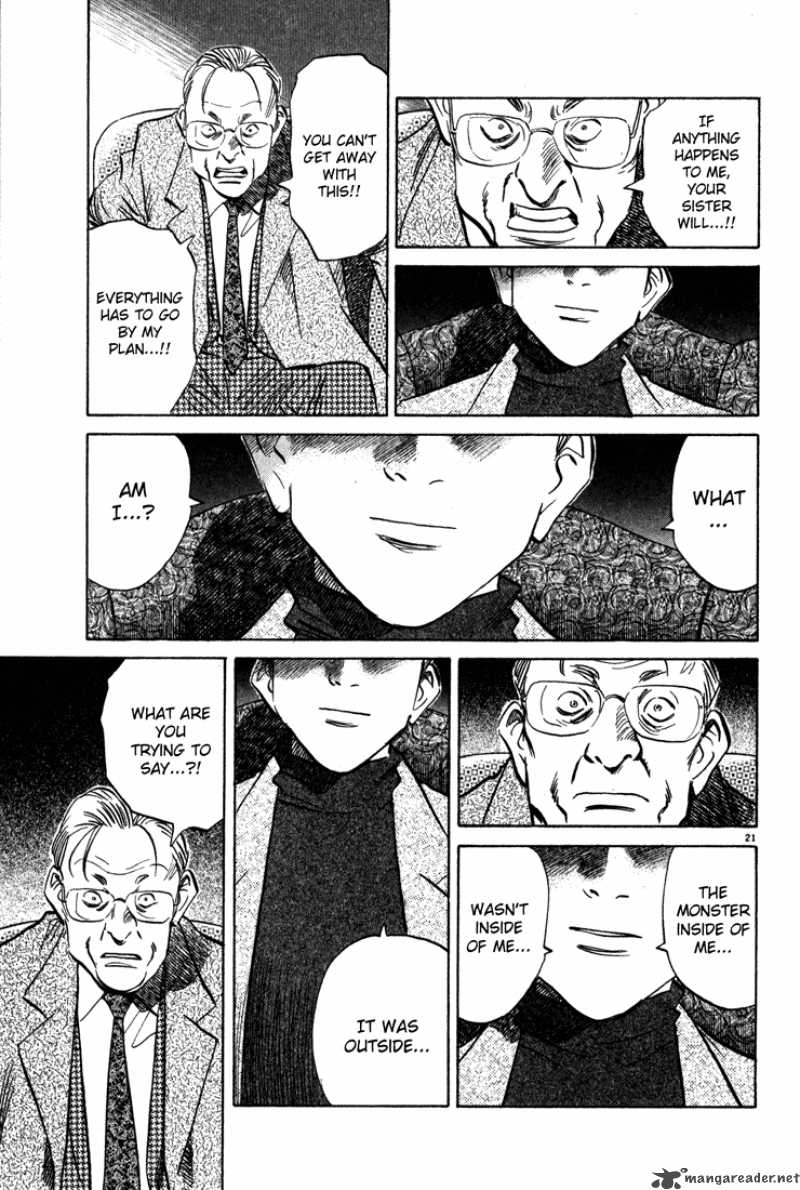 IF
ANYTHING
HAPPENS
TO ME,
YOUR
SISTER
WILL...!!
YOU CAN'T
GET AWAY
WITH
THIS!!
EVERYTHING
HAS TO GO
BY MY
PLAN...!!
WHAT
...
AM
I...?
21
THE
MONSTER
INSIDE OF
ME...
WASN'T
INSIDE
OF ME...
IT WAS
OUTSIDE...
WHAT ARE
YOU
TRYING TO
SAY...?!
mangareader.net